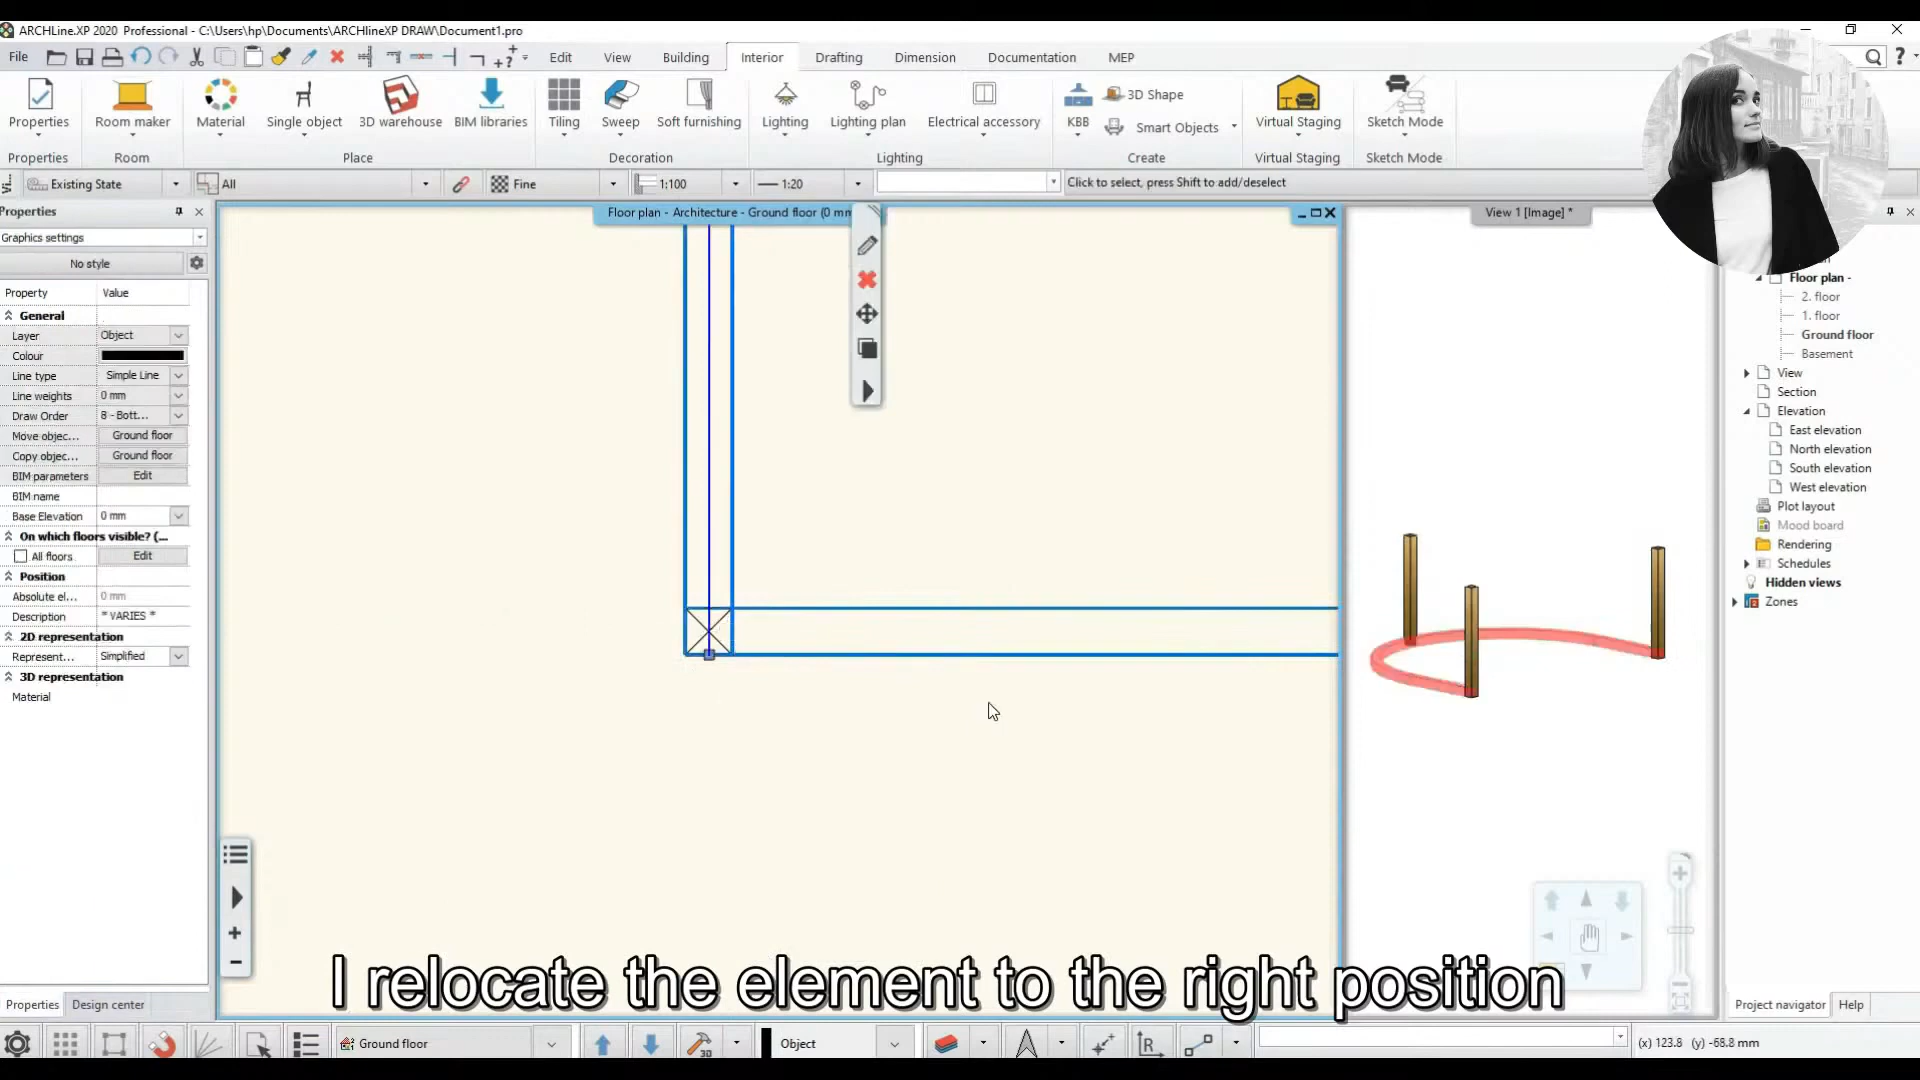 ARCHLine.XP 2020 Professional - C:\Users\hp\Documents\ARCHlineXP DRAW\Document1.pro
File Edit View Building Interior Drafting Dimension Documentation MEP
Properties Room maker Material Single object 3D warehouse BIM libraries Tiling Sweep Soft furnishing Lighting Lighting plan Electrical accessory KBB 3D Shape Smart Objects Virtual Staging Sketch Mode
Properties Room Place Decoration Lighting Create Virtual Staging Sketch Mode
Existing State All Fine 1:100 1:20 Click to select, press Shift to add/deselect
Properties
Floor plan - Architecture - Ground floor (0 mm
View 1 [Image] *
Graphics settings
No style
Property Value
General
Layer Object
Colour
Line type Simple Line
Line weights 0 mm
Draw Order 8 - Bott...
Move objec... Ground floor
Copy objec... Ground floor
BIM parameters Edit
BIM name
Base Elevation 0 mm
On which floors visible? (...
All floors Edit
Position
Absolute el... 0 mm
Description * VARIES *
2D representation
Represent... Simplified
3D representation
Material
Floor plan -
2. floor
1. floor
Ground floor
Basement
View
Section
Elevation
East elevation
North elevation
South elevation
West elevation
Plot layout
Mood board
Rendering
Schedules
Hidden views
Zones
I relocate the element to the right position
Properties Design center
Project navigator Help
Ground floor Object (x) 123.8 (y) -68.8 mm